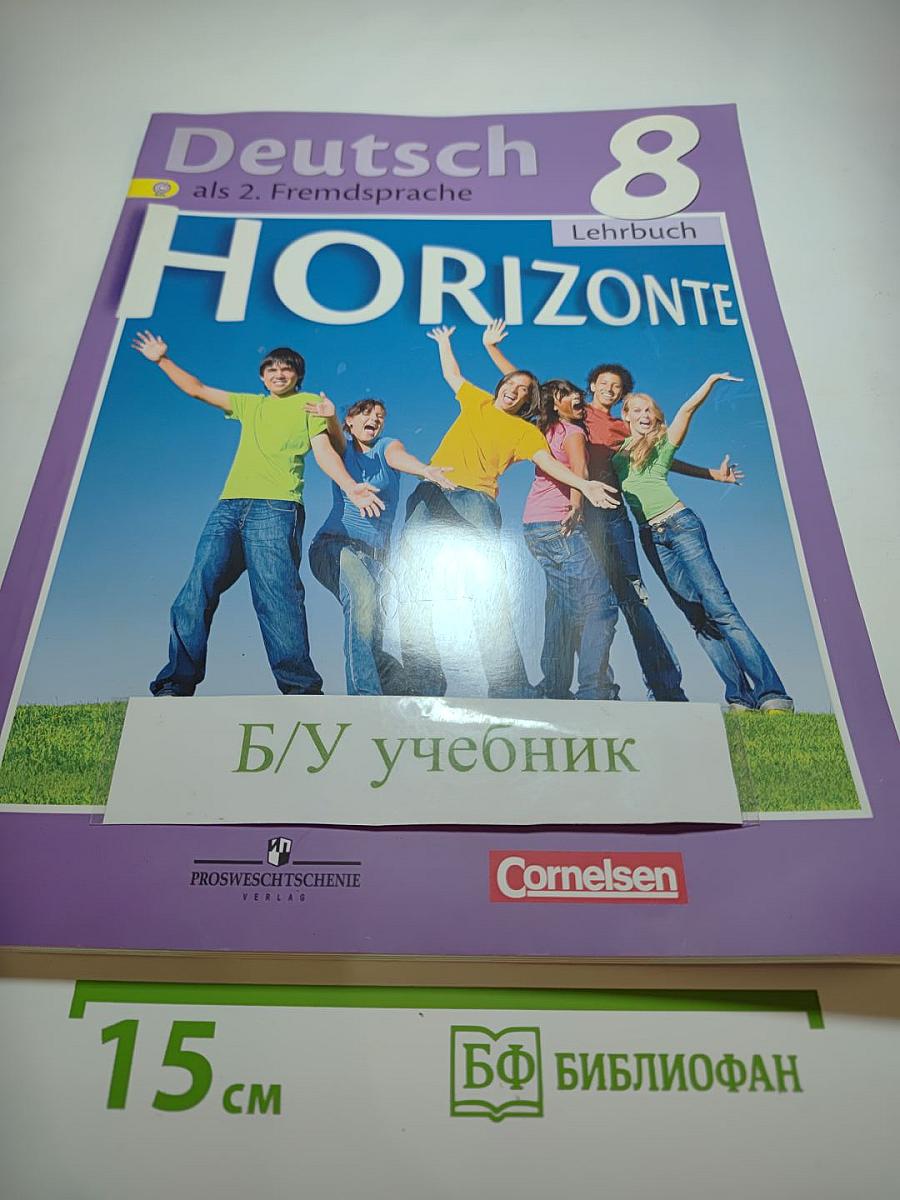 Deutsch 8
als 2. Fremdsprache
Lehrbuch
HORIZONTE
Б/У учебник
PROSWESCHTSCHENIE
VERLAG
Cornelsen
15 см
БФ БИБЛИОФАН